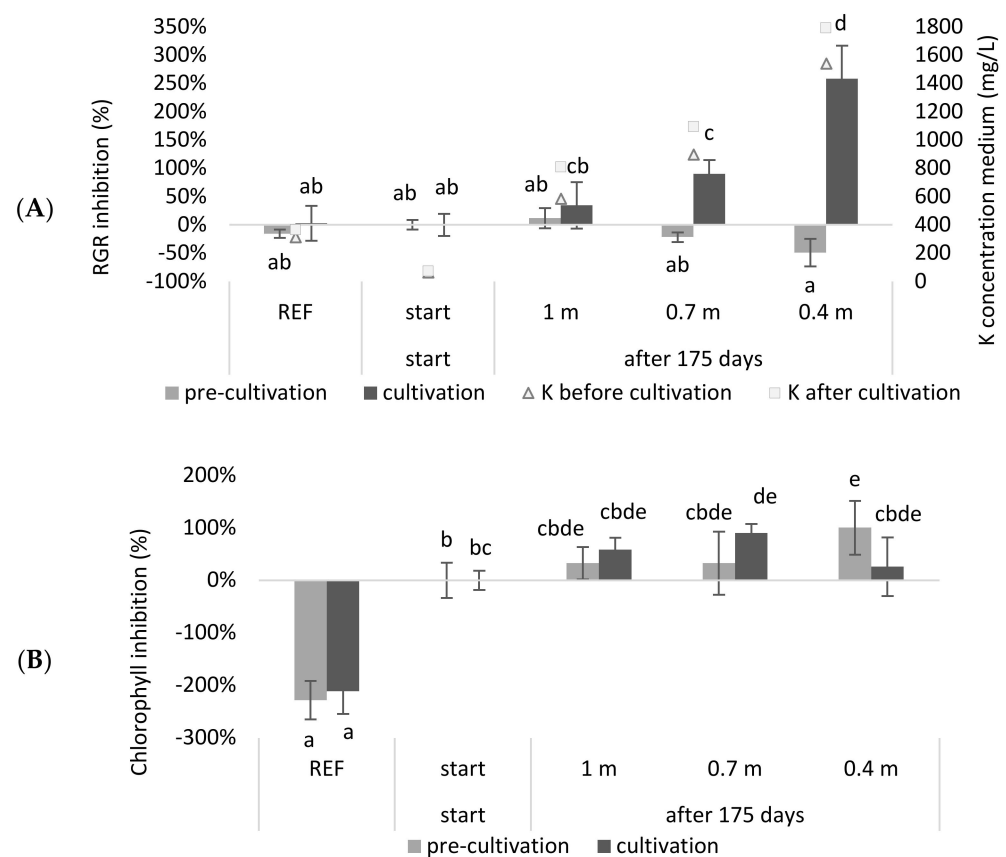 (A)
RGR inhibition (%)
350%
300%
250%
200%
150%
100%
50%
0%
-50%
-100%
ab
ab
ab
ab
ab
cb
ab
c
a
d
1800
1600
1400
1200
1000
800
600
400
200
0
K concentration medium (mg/L)
REF start 1 m 0.7 m 0.4 m
start after 175 days
pre-cultivation cultivation K before cultivation K after cultivation
(B)
Chlorophyll inhibition (%)
200%
100%
0%
-100%
-200%
-300%
a
a
b
bc
cbde
cbde
cbde
de
e
cbde
REF start 1 m 0.7 m 0.4 m
start after 175 days
pre-cultivation cultivation